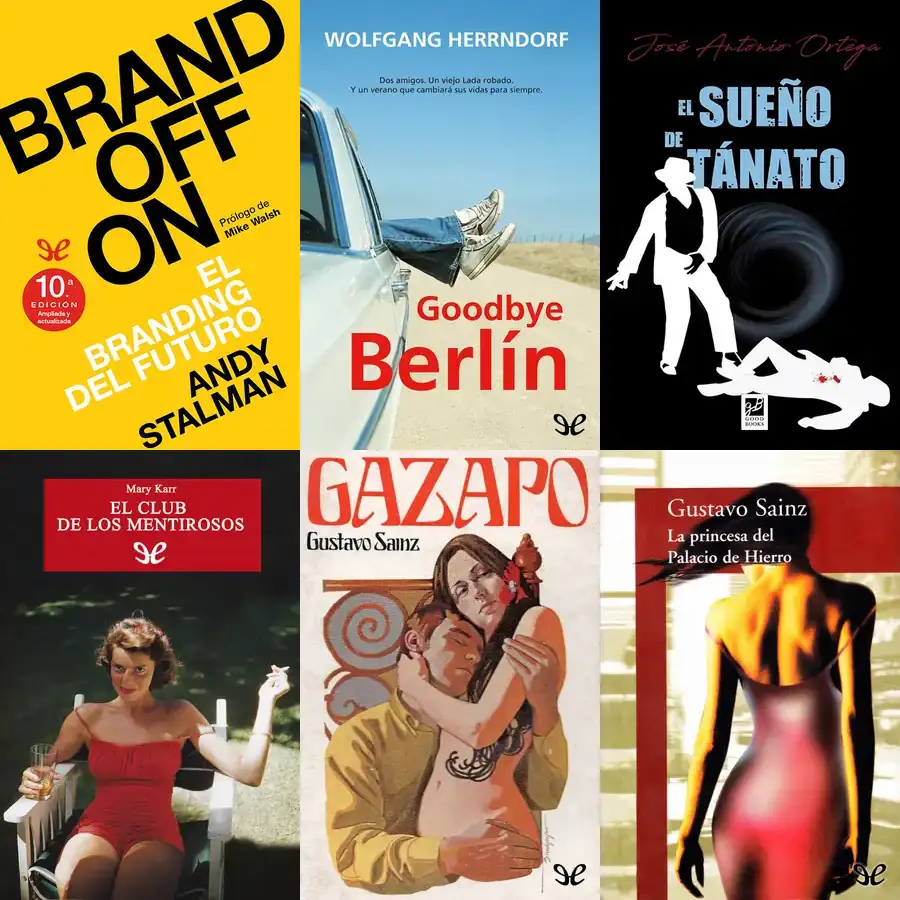 BRAND
OFF
ON
Prólogo de
Mike Walsh
10.ª
EDICIÓN
Ampliada y
actualizada
EL
BRANDING
DEL FUTURO
ANDY
STALMAN
WOLFGANG HERRNDORF
Dos amigos. Un viejo Lada robado.
Y un verano que cambiará sus vidas para siempre.
Goodbye
Berlín
José Antonio Ortega
EL SUEÑO
DE
TÁNATO
GB
GOOD
BOOKS
Mary Karr
EL CLUB
DE LOS MENTIROSOS
GAZAPO
Gustavo Sainz
Gustavo Sainz
La princesa del
Palacio de Hierro